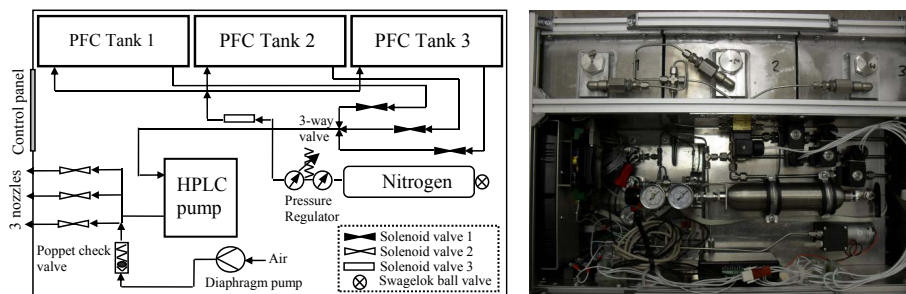 PFC Tank 1
PFC Tank 2
PFC Tank 3
Control panel
3-way
valve
3 nozzles
HPLC
pump
Nitrogen
Pressure
Regulator
Poppet check
valve
Air
Diaphragm pump
Solenoid valve 1
Solenoid valve 2
Solenoid valve 3
Swagelok ball valve
2
3